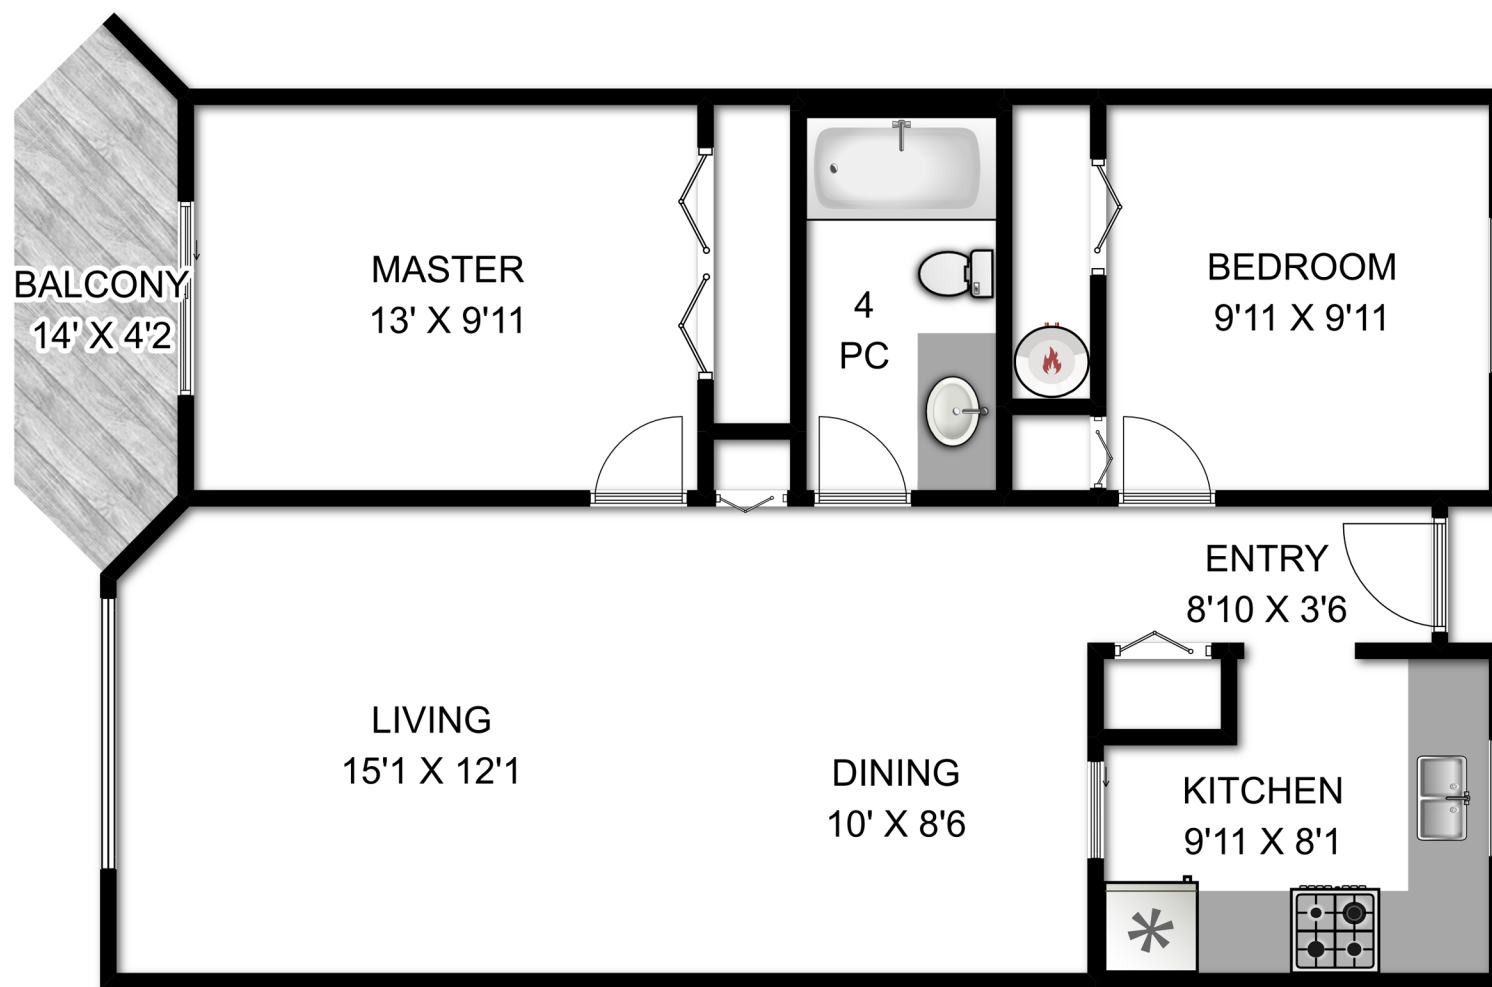 BALCONY
14' X 4'2
MASTER
13' X 9'11
4
PC
BEDROOM
9'11 X 9'11
ENTRY
8'10 X 3'6
LIVING
15'1 X 12'1
DINING
10' X 8'6
KITCHEN
9'11 X 8'1